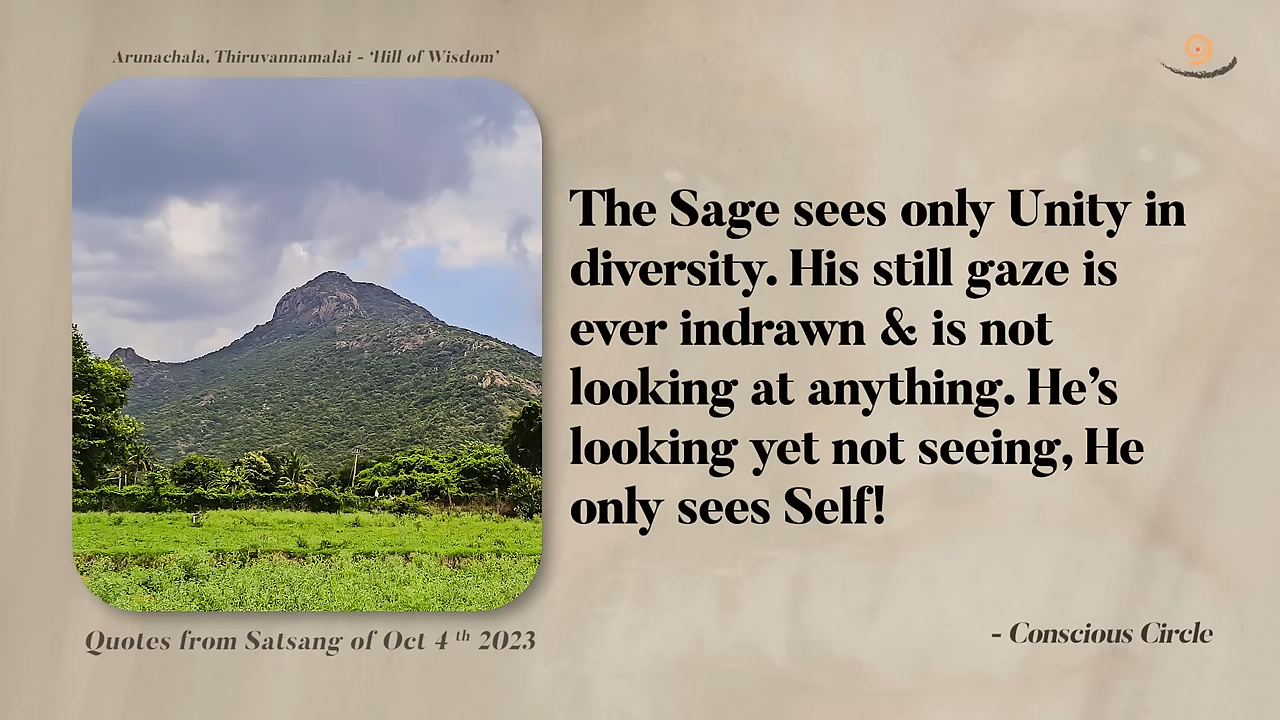 Arunachala, Thiruvannamalai - ‘Hill of Wisdom’
The Sage sees only Unity in
diversity. His still gaze is
ever indrawn & is not
looking at anything. He’s
looking yet not seeing, He
only sees Self!
Quotes from Satsang of Oct 4 th 2023
- Conscious Circle